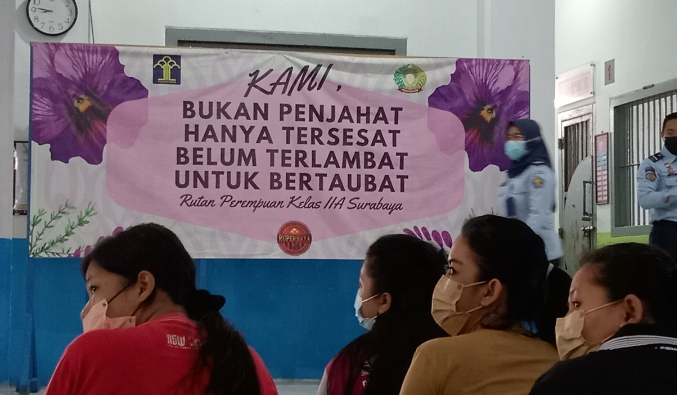 KAMI,
BUKAN PENJAHAT
HANYA TERSESAT
BELUM TERLAMBAT
UNTUK BERTAUBAT
Rutan Perempuan Kelas IIA Surabaya